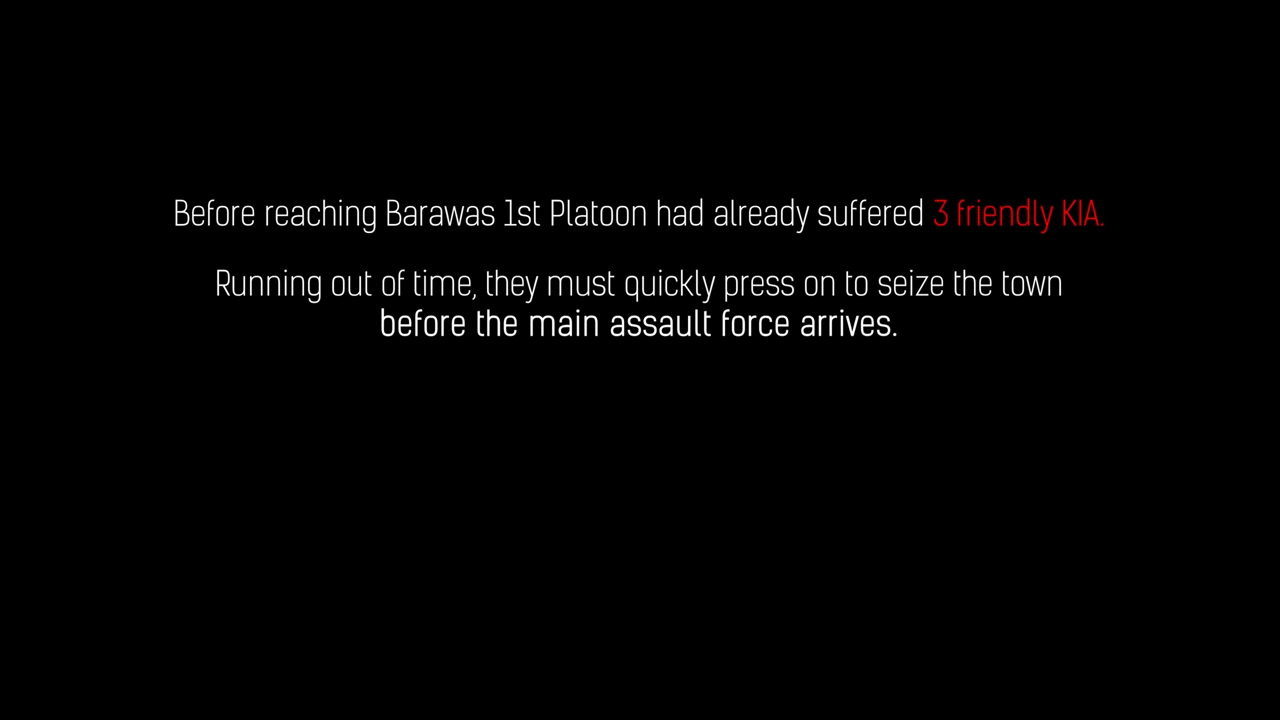 Before reaching Barawas 1st Platoon had already suffered 3 friendly KIA.
Running out of time, they must quickly press on to seize the town
before the main assault force arrives.